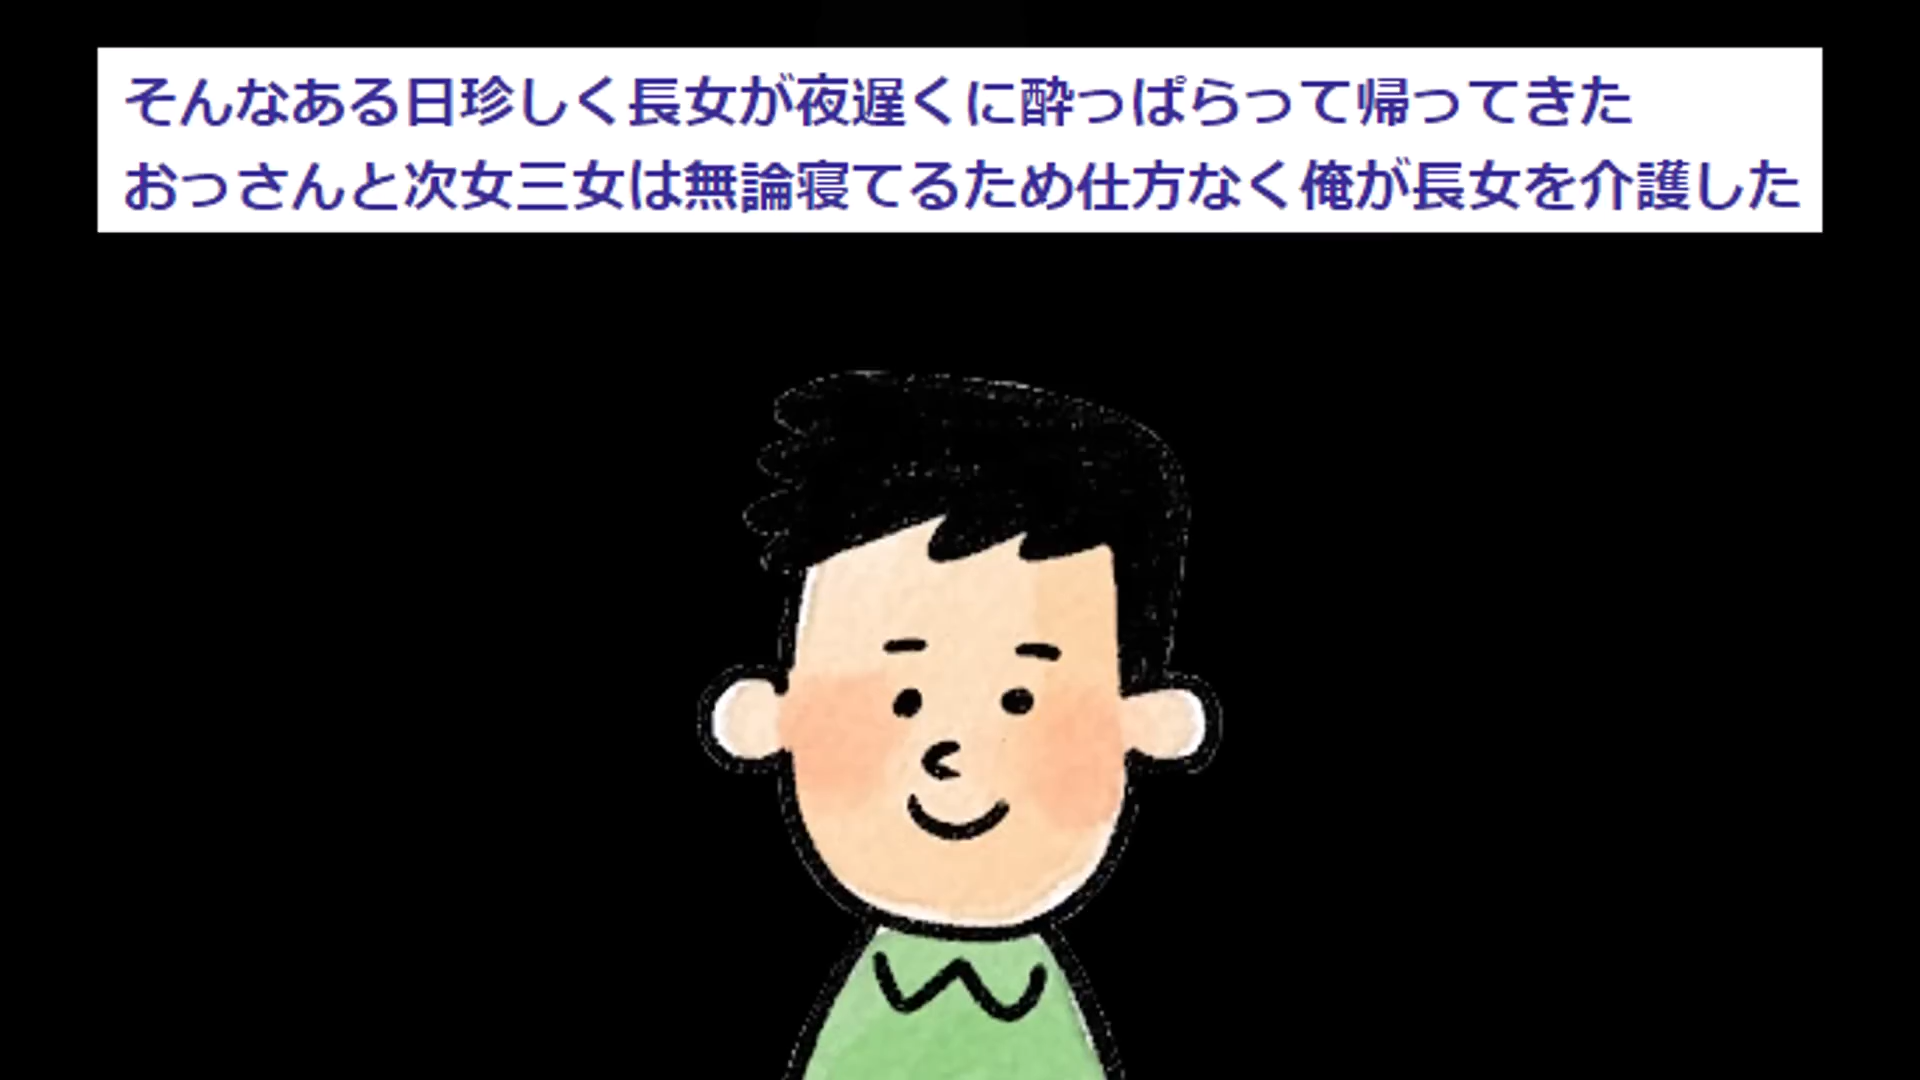 そんなある日珍しく長女が夜遅くに酔っぱらって帰ってきた
おっさんと次女三女は無論寝てるため仕方なく俺が長女を介護した